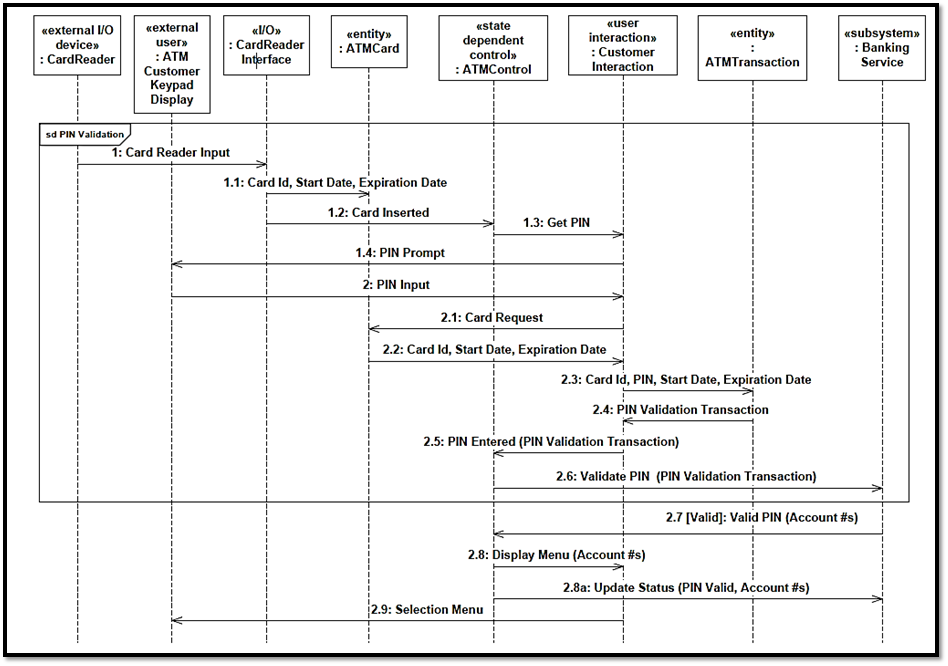 «external I/O
device»
: CardReader
«external
user»
: ATM
Customer
Keypad
Display
«I/O»
: CardReader
Interface
«entity»
: ATMCard
«state
dependent
control»
: ATMControl
«user
interaction»
: Customer
Interaction
«entity»
:
ATMTransaction
«subsystem»
: Banking
Service
sd PIN Validation
1: Card Reader Input
1.1: Card Id, Start Date, Expiration Date
1.2: Card Inserted
1.3: Get PIN
1.4: PIN Prompt
2: PIN Input
2.1: Card Request
2.2: Card Id, Start Date, Expiration Date
2.3: Card Id, PIN, Start Date, Expiration Date
2.4: PIN Validation Transaction
2.5: PIN Entered (PIN Validation Transaction)
2.6: Validate PIN (PIN Validation Transaction)
2.7 [Valid]: Valid PIN (Account #s)
2.8: Display Menu (Account #s)
2.8a: Update Status (PIN Valid, Account #s)
2.9: Selection Menu